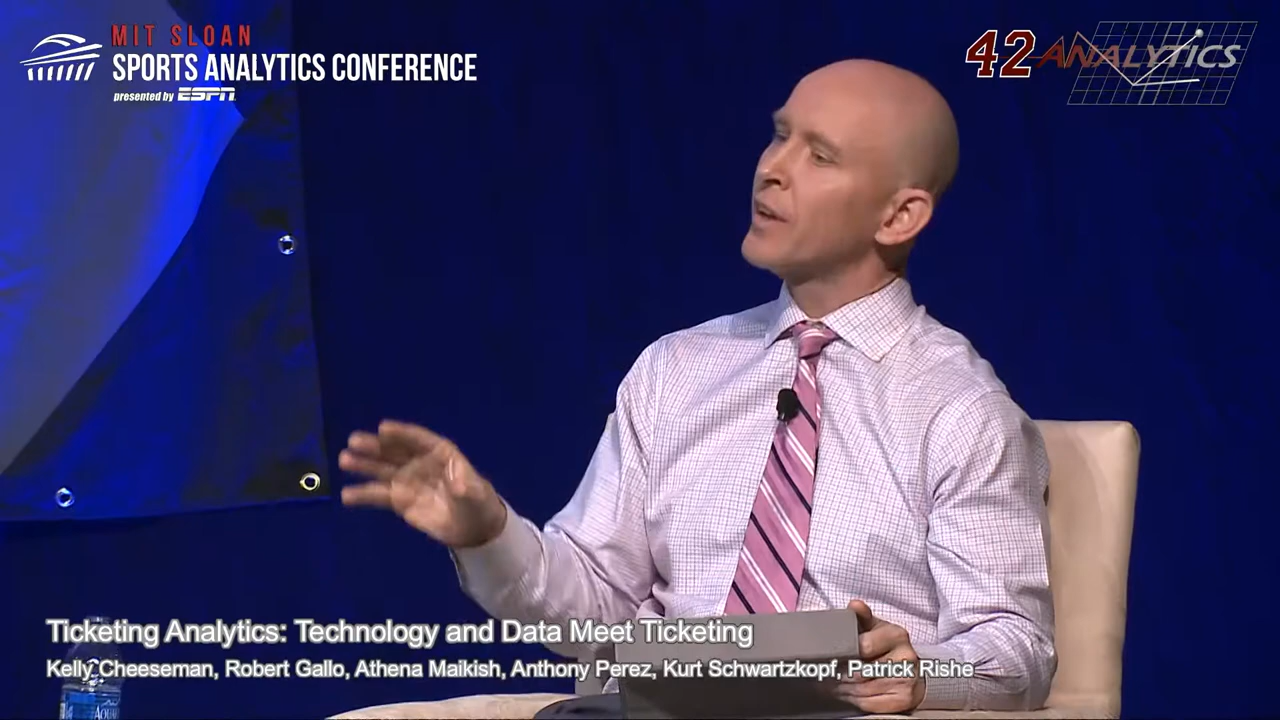 MIT SLOAN
SPORTS ANALYTICS CONFERENCE
presented by ESPN
42 ANALYTICS
Ticketing Analytics: Technology and Data Meet Ticketing
Kelly Cheeseman, Robert Gallo, Athena Maikish, Anthony Perez, Kurt Schwartzkopf, Patrick Rishe